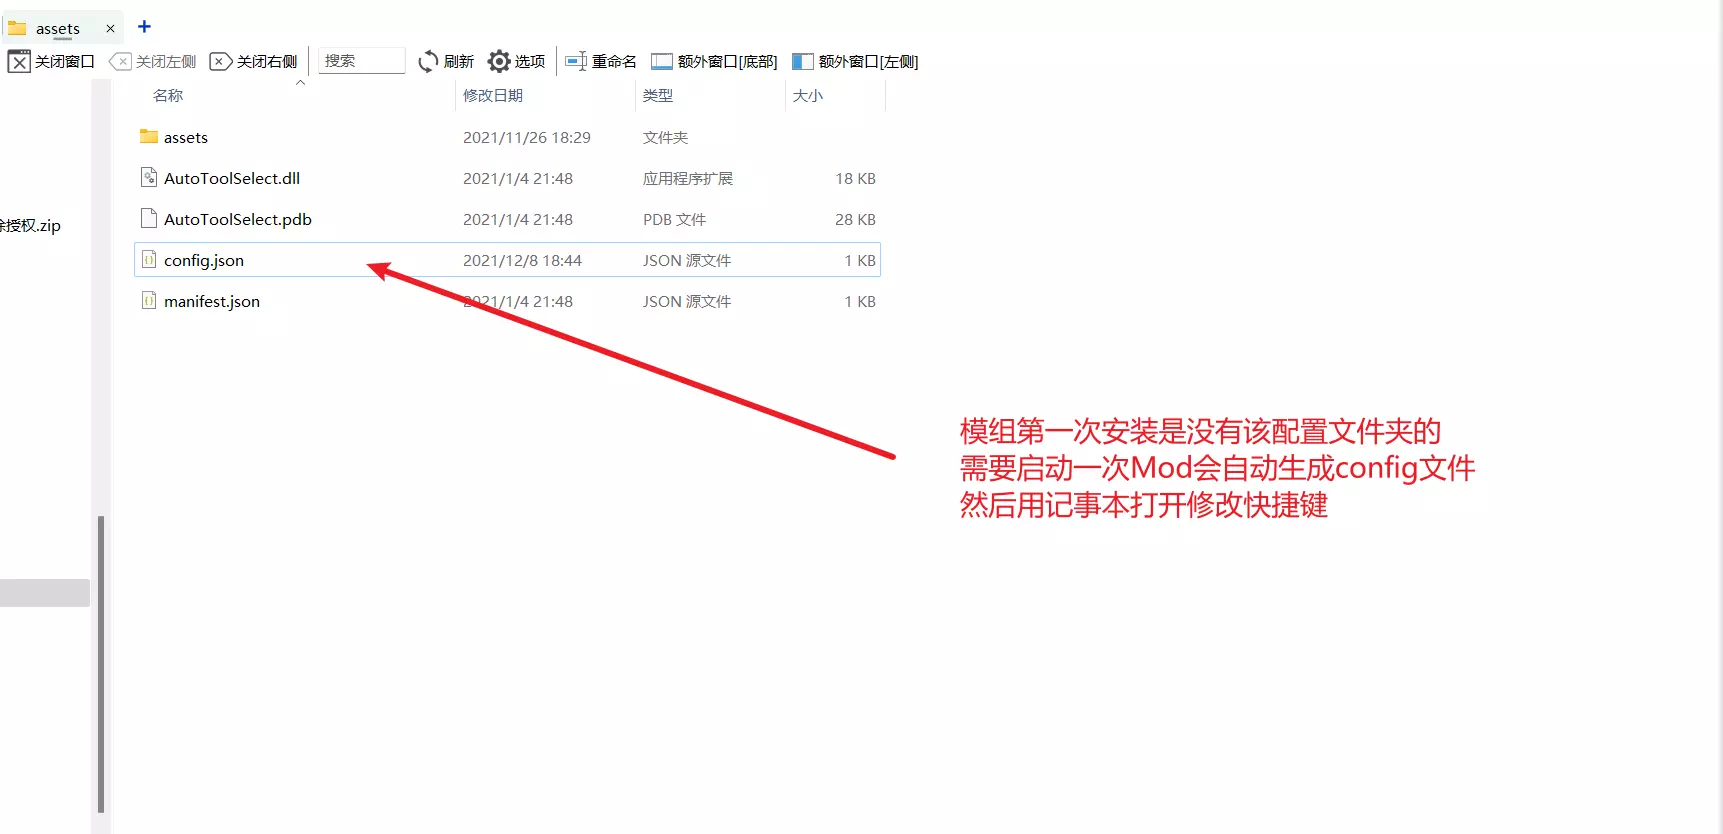 assets
关闭窗口 关闭左侧 关闭右侧 搜索 刷新 选项 重命名 额外窗口[底部] 额外窗口[左侧]
名称 修改日期 类型 大小
assets 2021/11/26 18:29 文件夹
AutoToolSelect.dll 2021/1/4 21:48 应用程序扩展 18 KB
AutoToolSelect.pdb 2021/1/4 21:48 PDB 文件 28 KB
授权.zip
config.json 2021/12/8 18:44 JSON 源文件 1 KB
manifest.json 2021/1/4 21:48 JSON 源文件 1 KB
模组第一次安装是没有该配置文件夹的
需要启动一次Mod会自动生成config文件
然后用记事本打开修改快捷键